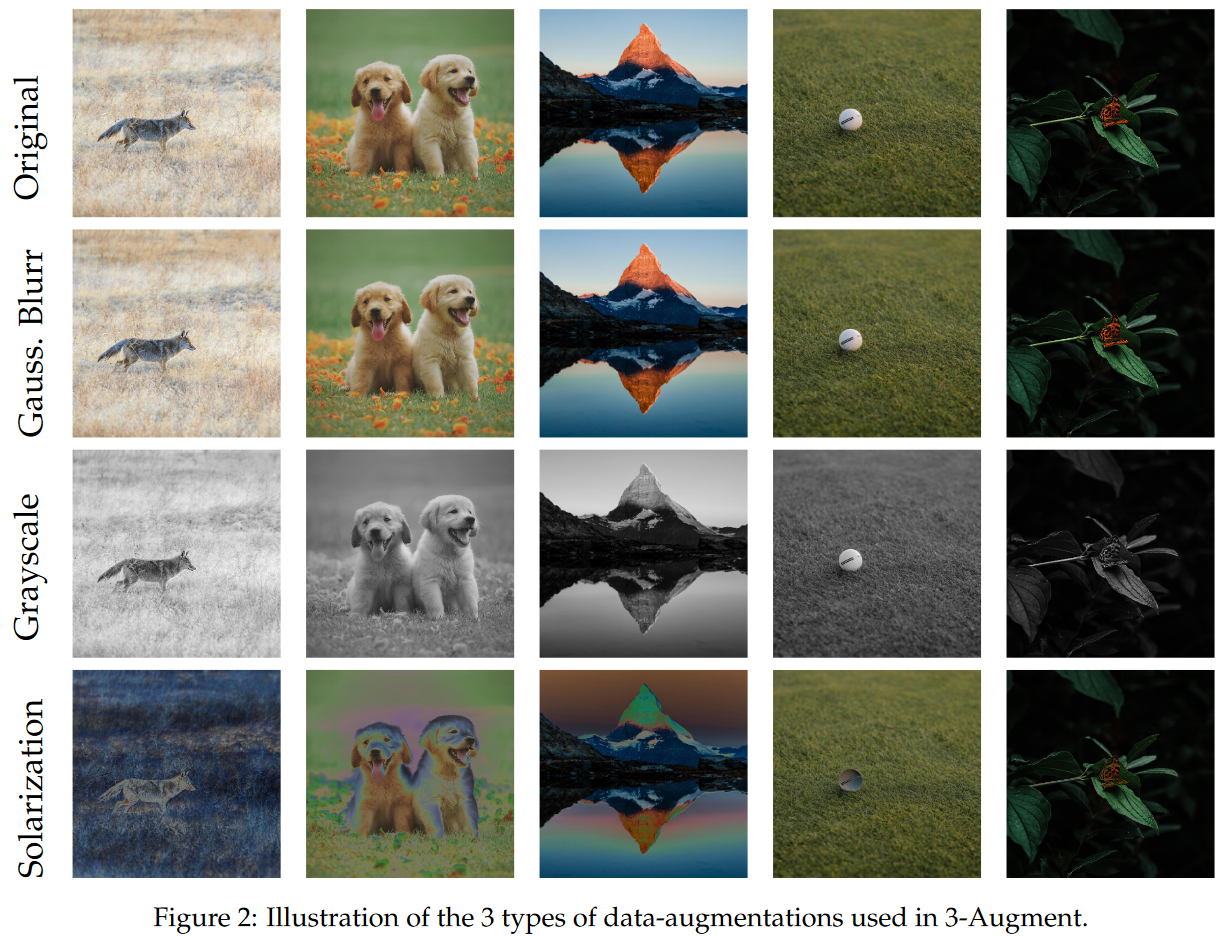 Original
Gauss. Blurr
Grayscale
Solarization
Figure 2: Illustration of the 3 types of data-augmentations used in 3-Augment.